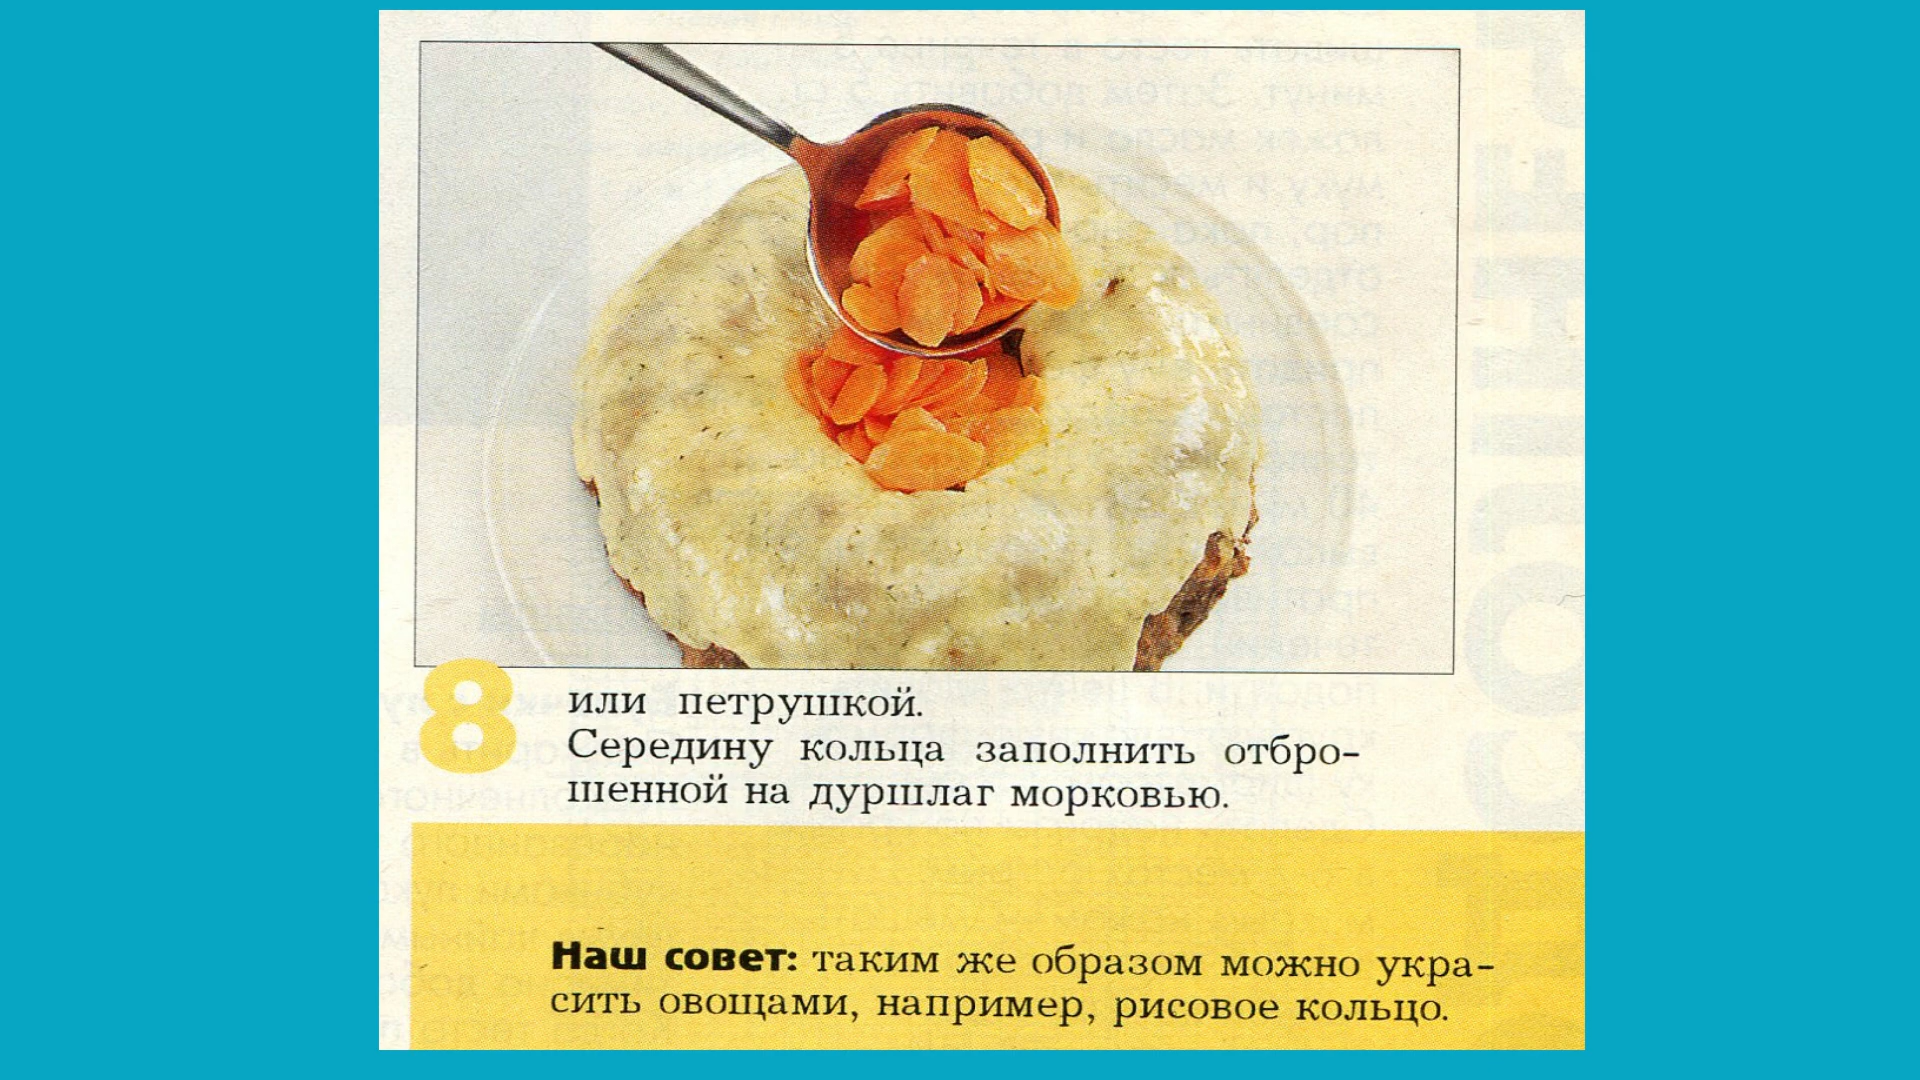 8
или петрушкой.
Середину кольца заполнить отбро-
шенной на дуршлаг морковью.
Наш совет: таким же образом можно укра-
сить овощами, например, рисовое кольцо.